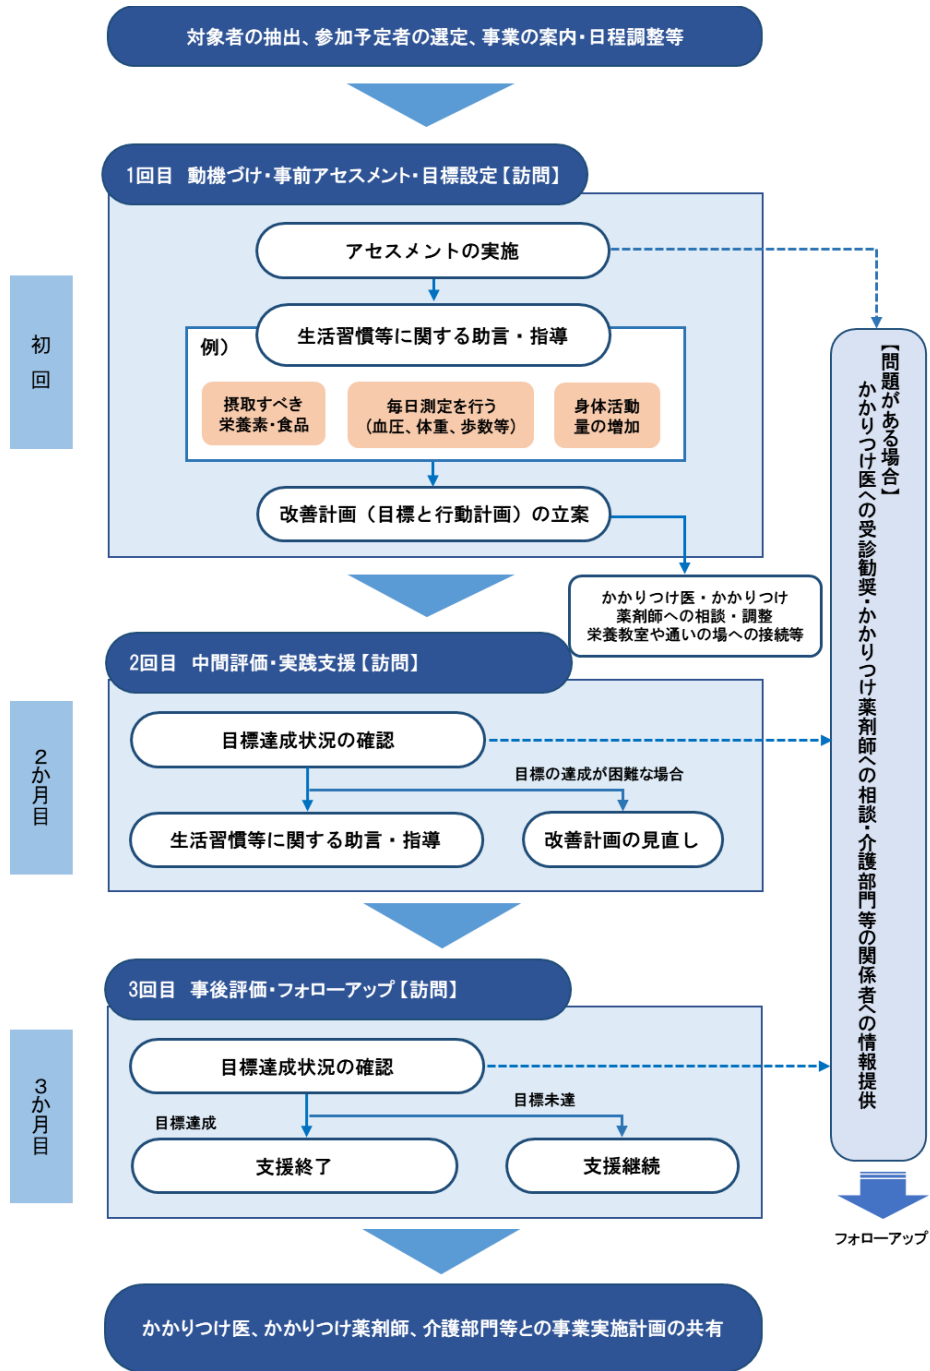 対象者の抽出、参加予定者の選定、事業の案内・日程調整等
1回目 動機づけ・事前アセスメント・目標設定【訪問】
初回
アセスメントの実施
生活習慣等に関する助言・指導
例）
摂取すべき
栄養素・食品
毎日測定を行う
（血圧、体重、歩数等）
身体活動
量の増加
改善計画（目標と行動計画）の立案
かかりつけ医・かかりつけ
薬剤師への相談・調整
栄養教室や通いの場への接続等
【問題がある場合】
かかりつけ医への受診勧奨・かかりつけ薬剤師への相談・介護部門等の関係者への情報提供
2回目 中間評価・実践支援【訪問】
2か月目
目標達成状況の確認
目標の達成が困難な場合
生活習慣等に関する助言・指導
改善計画の見直し
3回目 事後評価・フォローアップ【訪問】
3か月目
目標達成状況の確認
目標達成
目標未達
支援終了
支援継続
フォローアップ
かかりつけ医、かかりつけ薬剤師、介護部門等との事業実施計画の共有